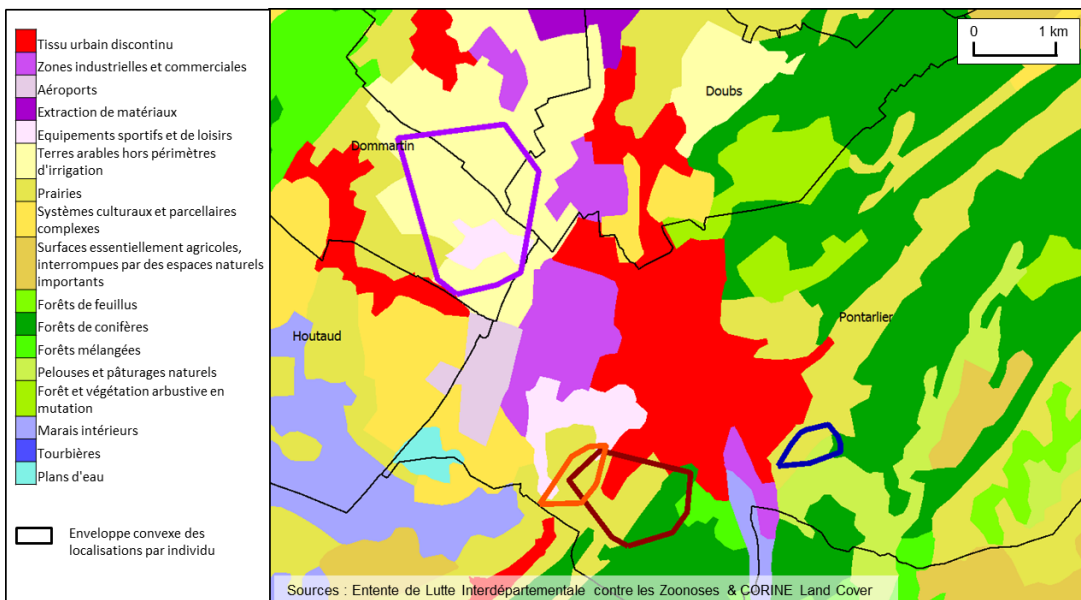 Tissu urbain discontinu
Zones industrielles et commerciales
Aéroports
Extraction de matériaux
Equipements sportifs et de loisirs
Terres arables hors périmètres
d'irrigation
Prairies
Systèmes culturaux et parcellaires
complexes
Surfaces essentiellement agricoles,
interrompues par des espaces naturels
importants
Forêts de feuillus
Forêts de conifères
Forêts mélangées
Pelouses et pâturages naturels
Forêt et végétation arbustive en
mutation
Marais intérieurs
Tourbières
Plans d'eau
Enveloppe convexe des
localisations par individu
0 1 km
Doubs
Dommartin
Houtaud
Pontarlier
Sources : Entente de Lutte Interdépartementale contre les Zoonoses & CORINE Land Cover